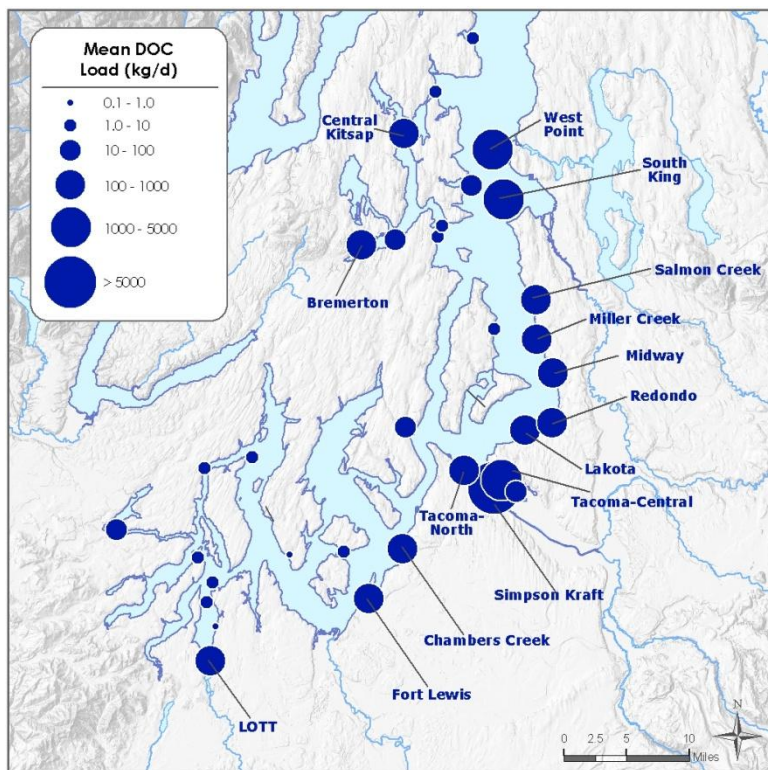 Mean DOC
Load (kg/d)
0.1 - 1.0
1.0 - 10
10 - 100
100 - 1000
1000 - 5000
> 5000
Central
Kitsap
West
Point
South
King
Bremerton
Salmon Creek
Miller Creek
Midway
Redondo
Lakota
Tacoma-Central
Tacoma-
North
Simpson Kraft
Chambers Creek
Fort Lewis
LOTT
N
0 2.5 5 10
Miles